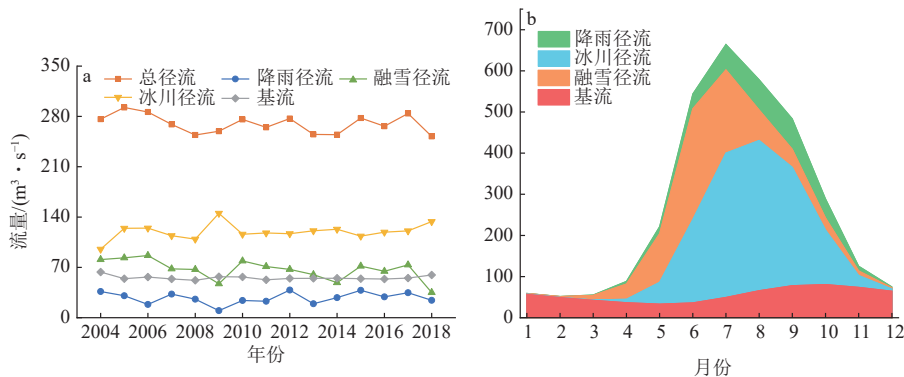 a
总径流 降雨径流 融雪径流
冰川径流 基流
流量/(m³·s⁻¹)
350
280
210
140
70
0
2004 2006 2008 2010 2012 2014 2016 2018
年份
b
降雨径流
冰川径流
融雪径流
基流
700
600
500
400
300
200
100
0
1 2 3 4 5 6 7 8 9 10 11 12
月份